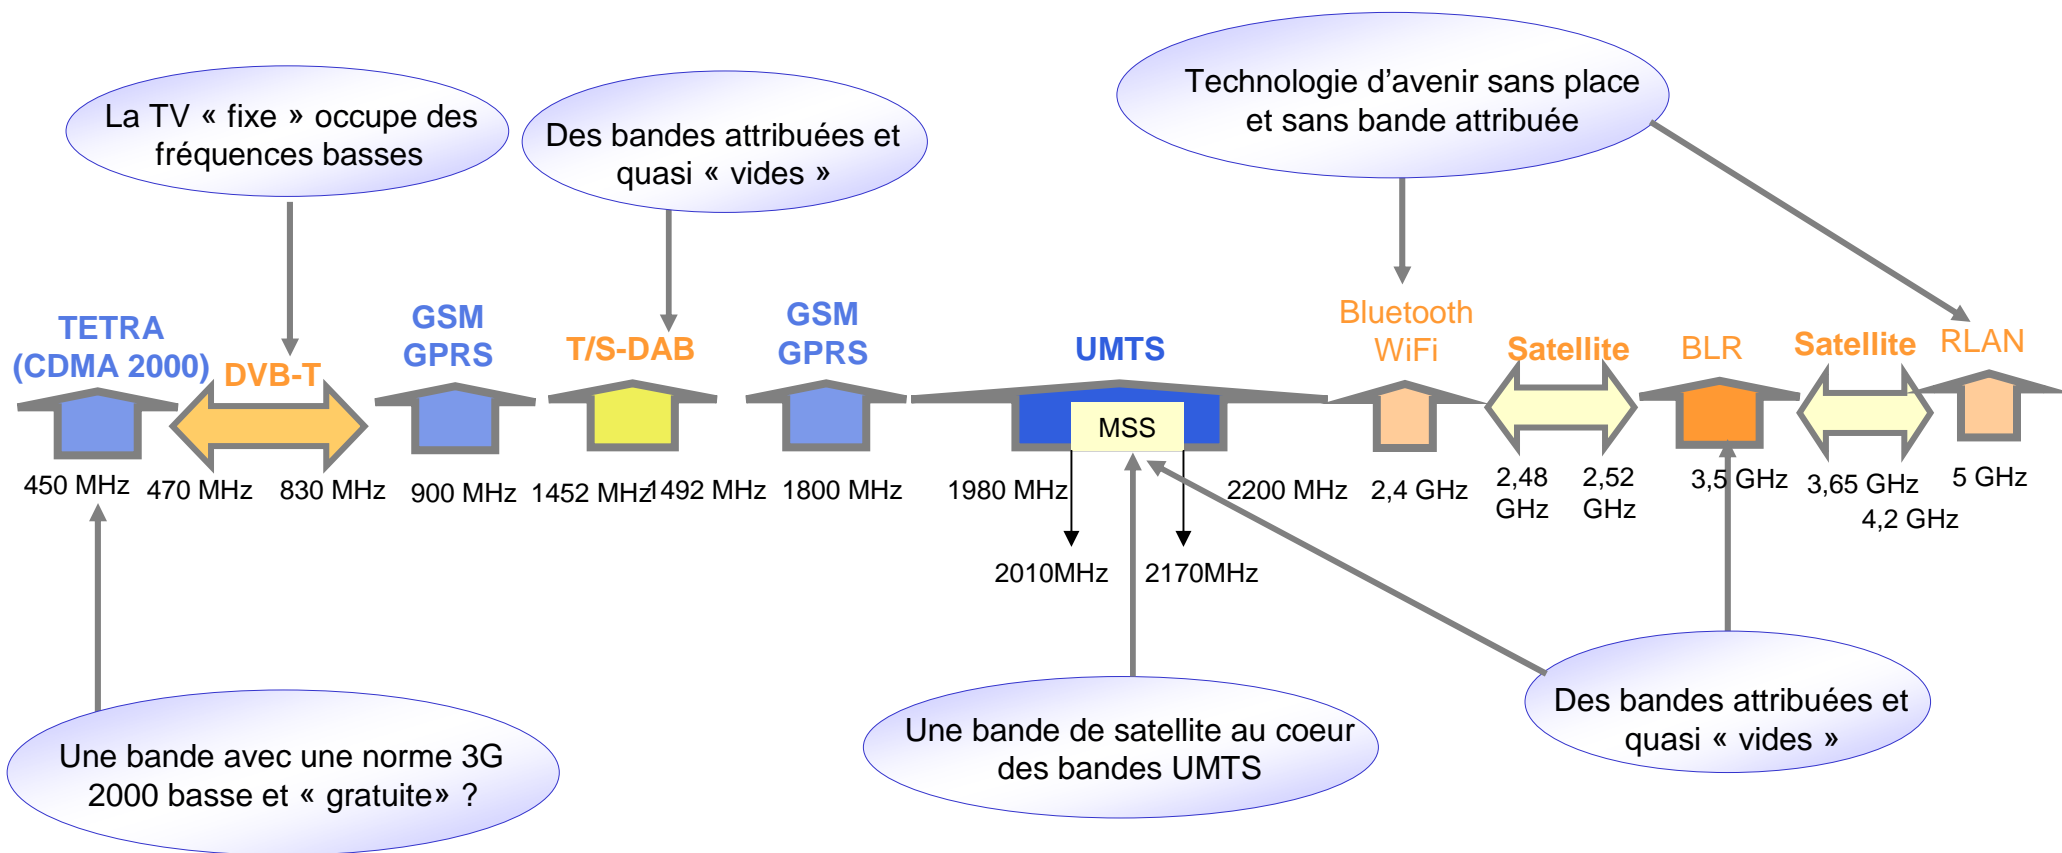 Technologie d'avenir sans place
et sans bande attribuée
La TV « fixe » occupe des
fréquences basses
Des bandes attribuées et
quasi « vides »
TETRA
(CDMA 2000)
DVB-T
GSM
GPRS
T/S-DAB
GSM
GPRS
UMTS
Bluetooth
WiFi
Satellite
BLR
Satellite
RLAN
MSS
450 MHz
470 MHz
830 MHz
900 MHz
1452 MHz
1492 MHz
1800 MHz
1980 MHz
2200 MHz
2,4 GHz
2,48
GHz
2,52
GHz
3,5 GHz
3,65 GHz
4,2 GHz
5 GHz
2010MHz
2170MHz
Une bande avec une norme 3G
2000 basse et « gratuite» ?
Une bande de satellite au coeur
des bandes UMTS
Des bandes attribuées et
quasi « vides »